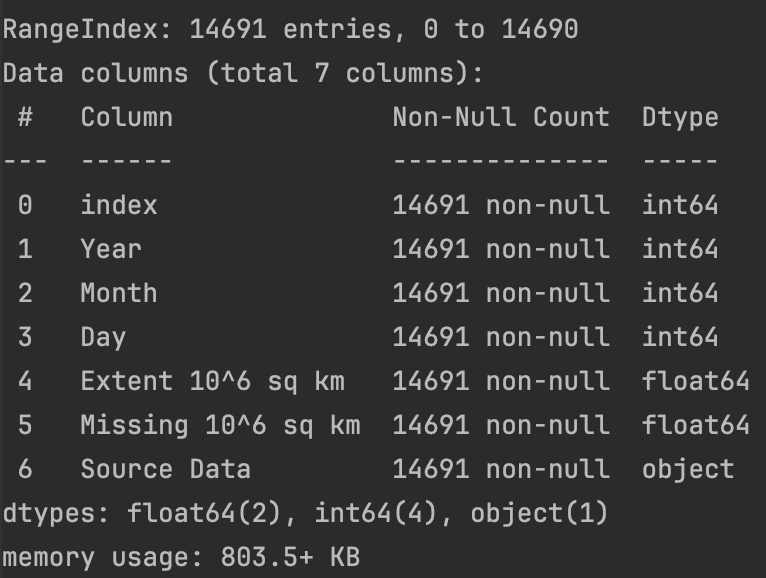 RangeIndex: 14691 entries, 0 to 14690
Data columns (total 7 columns):
 #   Column              Non-Null Count  Dtype
---  ------              --------------  -----
 0   index               14691 non-null  int64
 1   Year                14691 non-null  int64
 2   Month               14691 non-null  int64
 3   Day                 14691 non-null  int64
 4   Extent 10^6 sq km   14691 non-null  float64
 5   Missing 10^6 sq km  14691 non-null  float64
 6   Source Data         14691 non-null  object
dtypes: float64(2), int64(4), object(1)
memory usage: 803.5+ KB